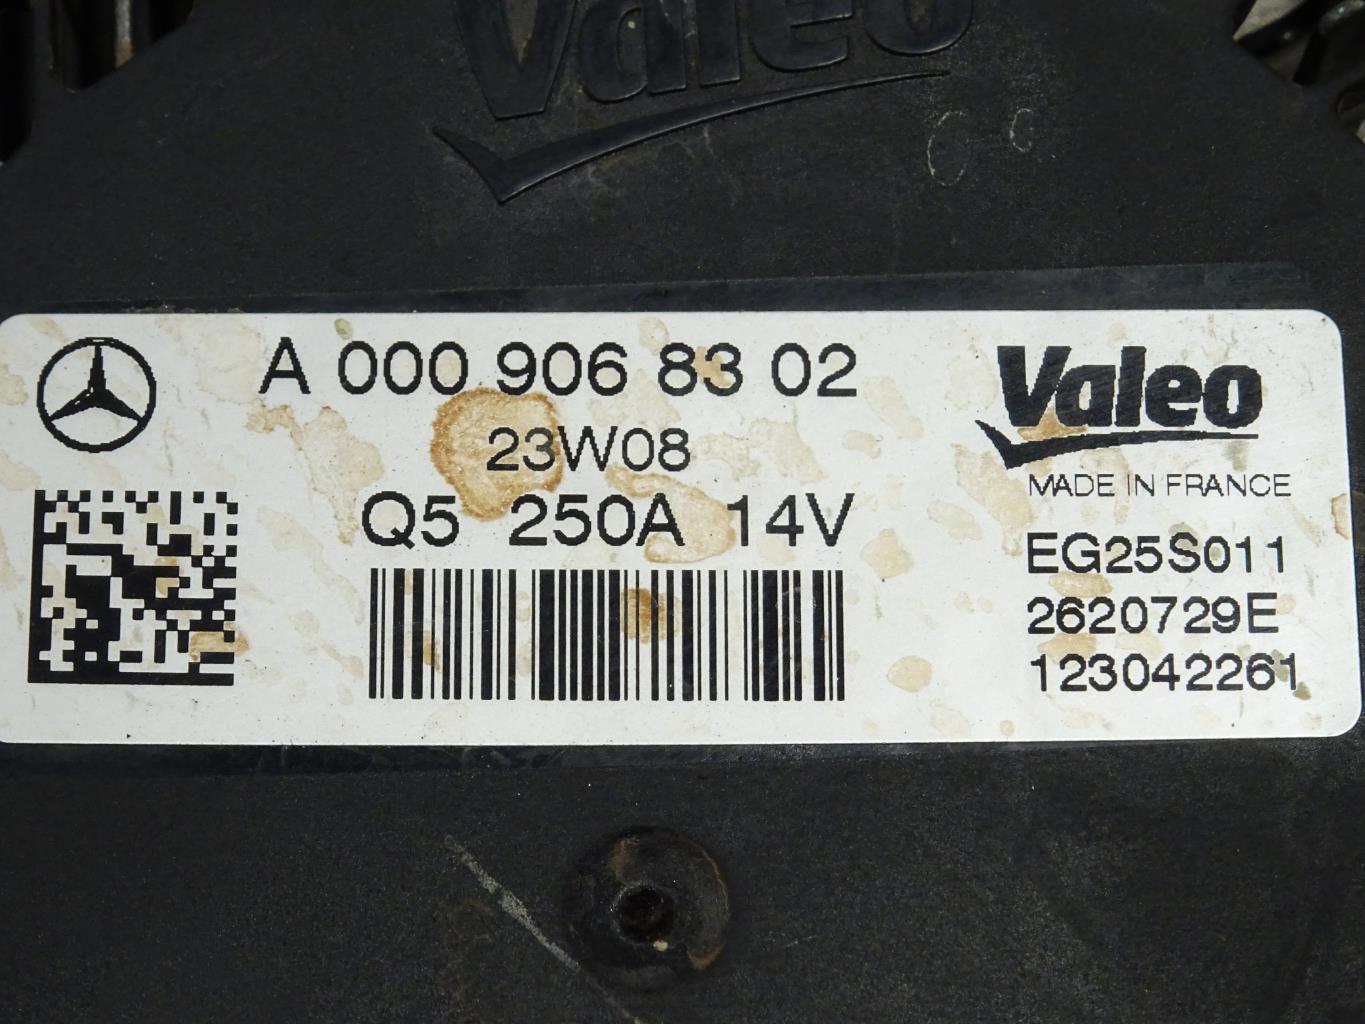 Valeo
A 000 906 83 02
23W08
Q5 250A 14V
Valeo
MADE IN FRANCE
EG25S011
2620729E
123042261